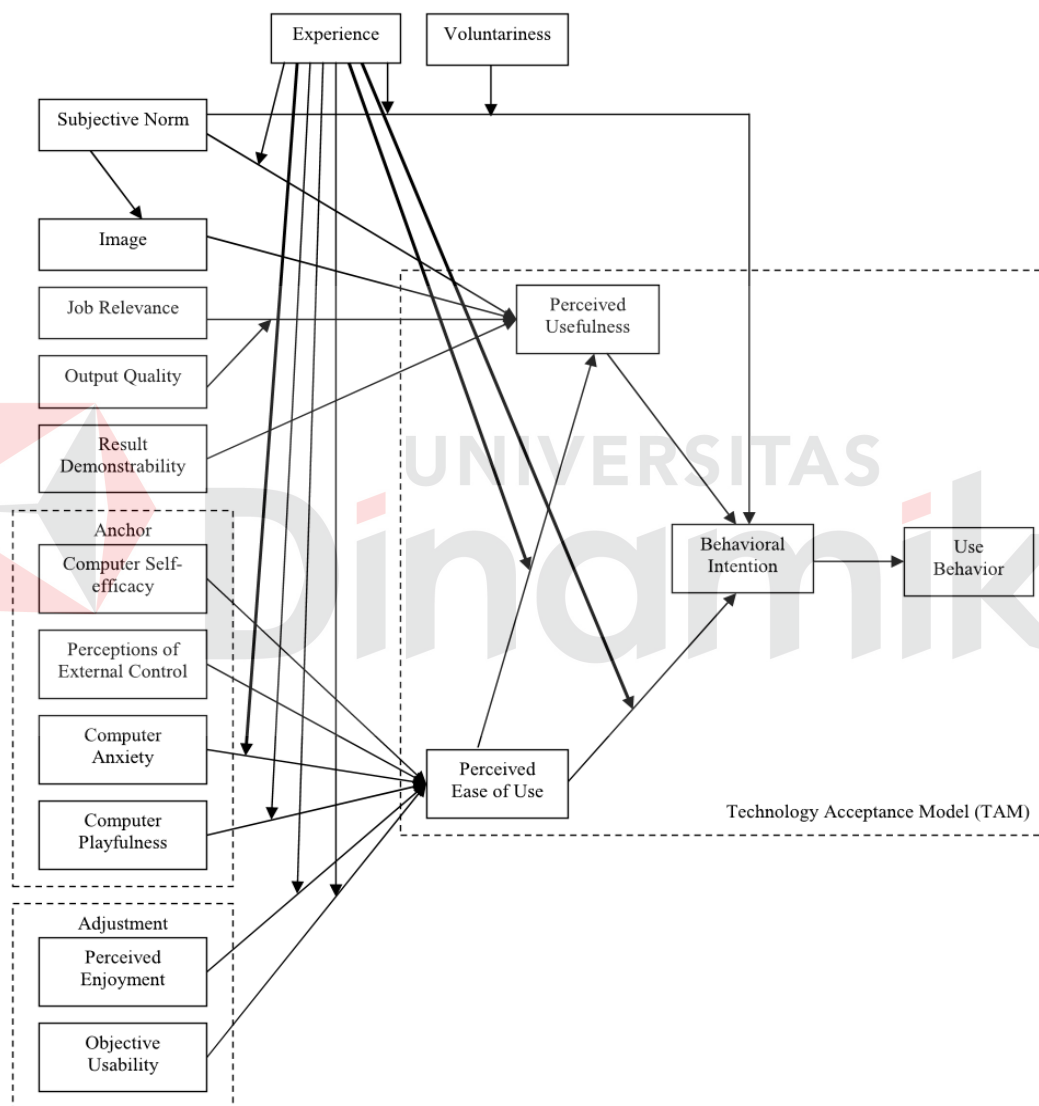 Experience
Voluntariness
Subjective Norm
Image
Job Relevance
Output Quality
Result
Demonstrability
Anchor
Computer Self-
efficacy
Perceptions of
External Control
Computer
Anxiety
Computer
Playfulness
Adjustment
Perceived
Enjoyment
Objective
Usability
Perceived
Usefulness
Behavioral
Intention
Use
Behavior
Perceived
Ease of Use
Technology Acceptance Model (TAM)
UNIVERSITAS
Dinamik